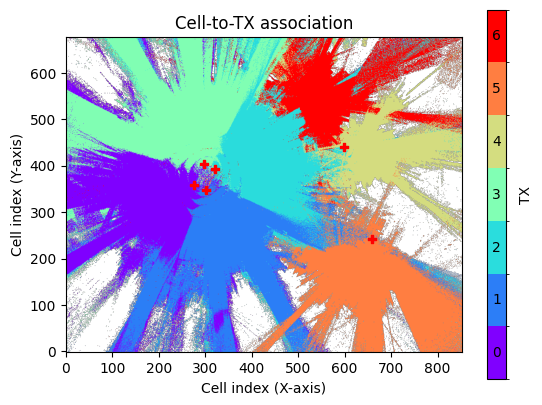 Cell-to-TX association
Cell index (Y-axis)
600
500
400
300
200
100
0
0 100 200 300 400 500 600 700 800
Cell index (X-axis)
6
5
4
3
2
1
0
TX